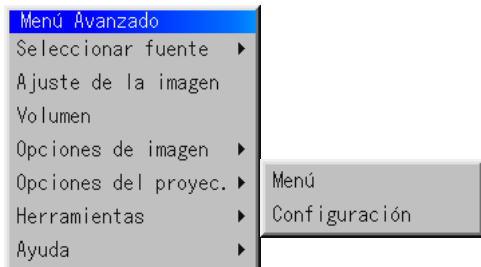 Menú Avanzado
Seleccionar fuente
Ajuste de la imagen
Volumen
Opciones de imagen
Opciones del proyec.
Herramientas
Ayuda
Menú
Configuración